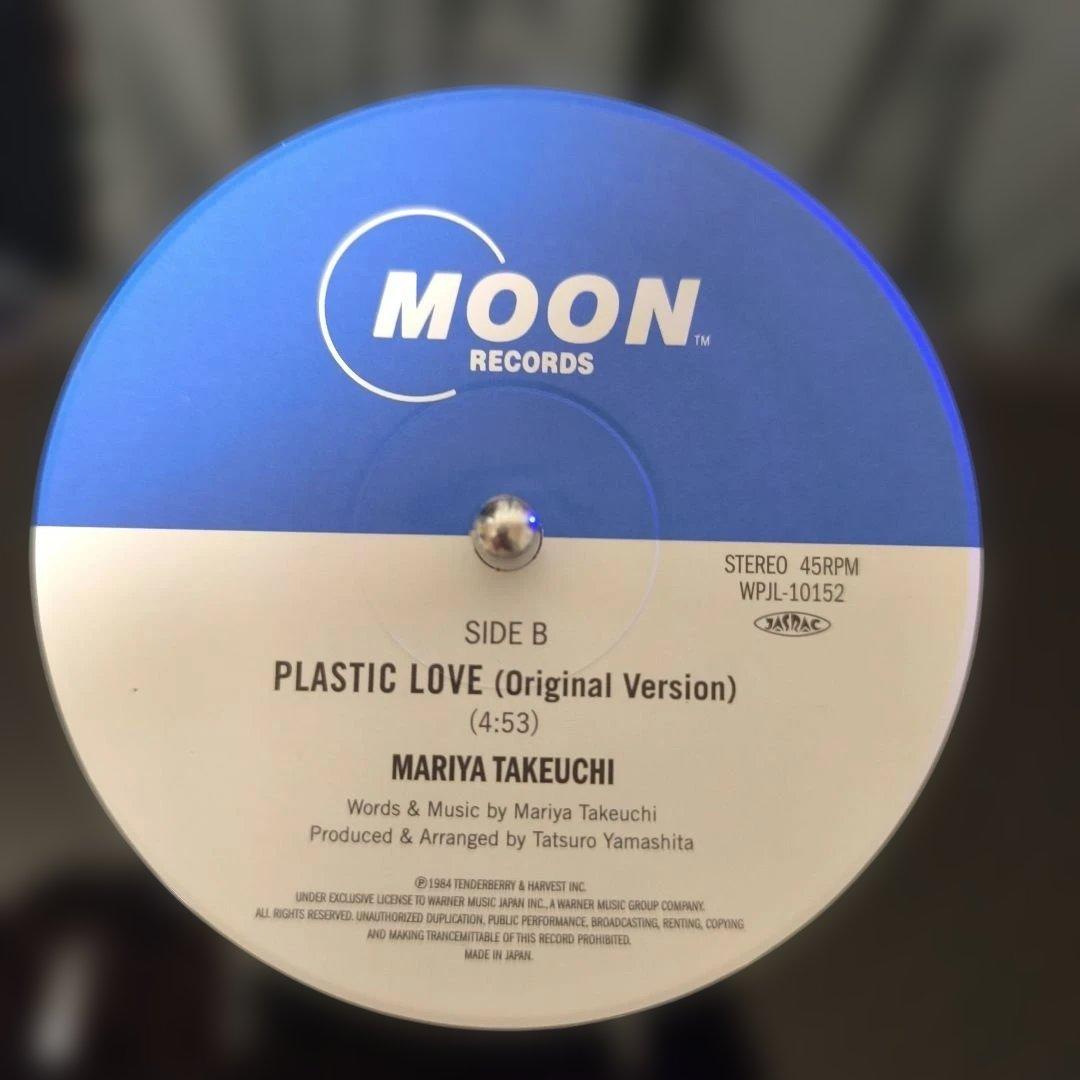 MOON™
RECORDS
STEREO 45RPM
WPJL-10152
JASRAC
SIDE B
PLASTIC LOVE (Original Version)
(4:53)
MARIYA TAKEUCHI
Words & Music by Mariya Takeuchi
Produced & Arranged by Tatsuro Yamashita
Ⓟ1984 TENDERBERRY & HARVEST INC.
UNDER EXCLUSIVE LICENSE TO WARNER MUSIC JAPAN INC., A WARNER MUSIC GROUP COMPANY.
ALL RIGHTS RESERVED. UNAUTHORIZED DUPLICATION, PUBLIC PERFORMANCE, BROADCASTING, RENTING, COPYING
AND MAKING TRANCEMITTABLE OF THIS RECORD PROHIBITED.
MADE IN JAPAN.